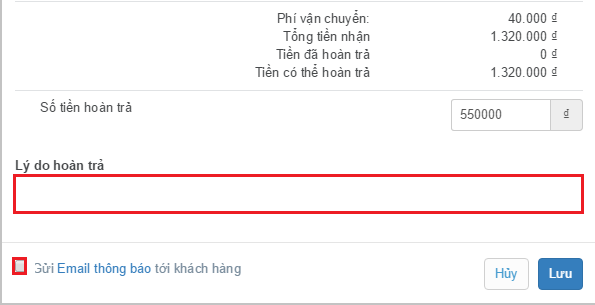 Phí vận chuyển: 40.000 ₫
Tổng tiền nhận 1.320.000 ₫
Tiền đã hoàn trả 0 ₫
Tiền có thể hoàn trả 1.320.000 ₫
Số tiền hoàn trả 550000 ₫
Lý do hoàn trả
Gửi Email thông báo tới khách hàng Hủy Lưu